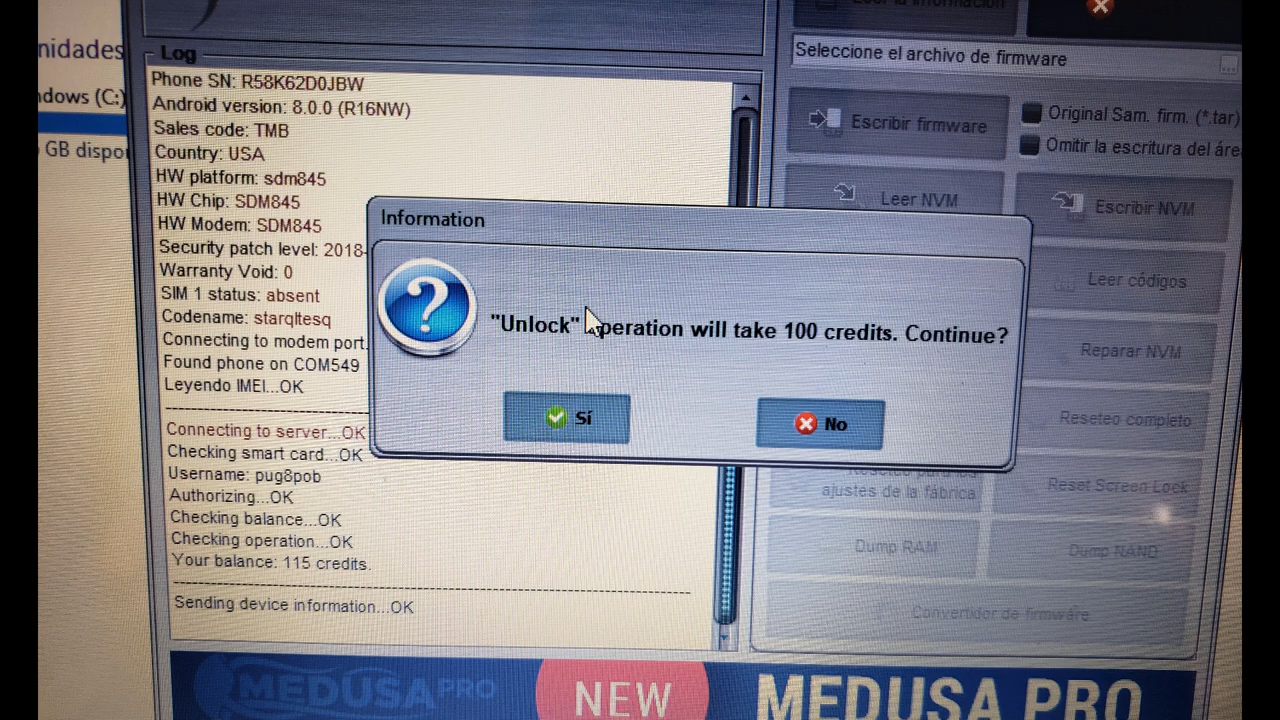 nidades
ndows (C:)
GB dispo
Log
Phone SN: R58K62D0JBW
Android version: 8.0.0 (R16NW)
Sales code: TMB
Country: USA
HW platform: sdm845
HW Chip: SDM845
HW Modem: SDM845
Security patch level: 2018-
Warranty Void: 0
SIM 1 status: absent
Codename: starqltesq
Connecting to modem port.
Found phone on COM549
Leyendo IMEI...OK
Connecting to server...OK
Checking smart card...OK
Username: pug8pob
Authorizing...OK
Checking balance...OK
Checking operation...OK
Your balance: 115 credits.
Sending device information...OK
Information
"Unlock" operation will take 100 credits. Continue?
Sí
No
Leer la información
Seleccione el archivo de firmware
...
Escribir firmware
Original Sam. firm. (*.tar)
Omitir la escritura del áre
Leer NVM
Escribir NVM
Leer códigos
Reparar NVM
Reseteo completo
ajustes de la fábrica
Reset Screen Lock
Dump RAM
Dump NAND
Convertidor de firmware
MEDUSA PRO
NEW
MEDUSA PRO